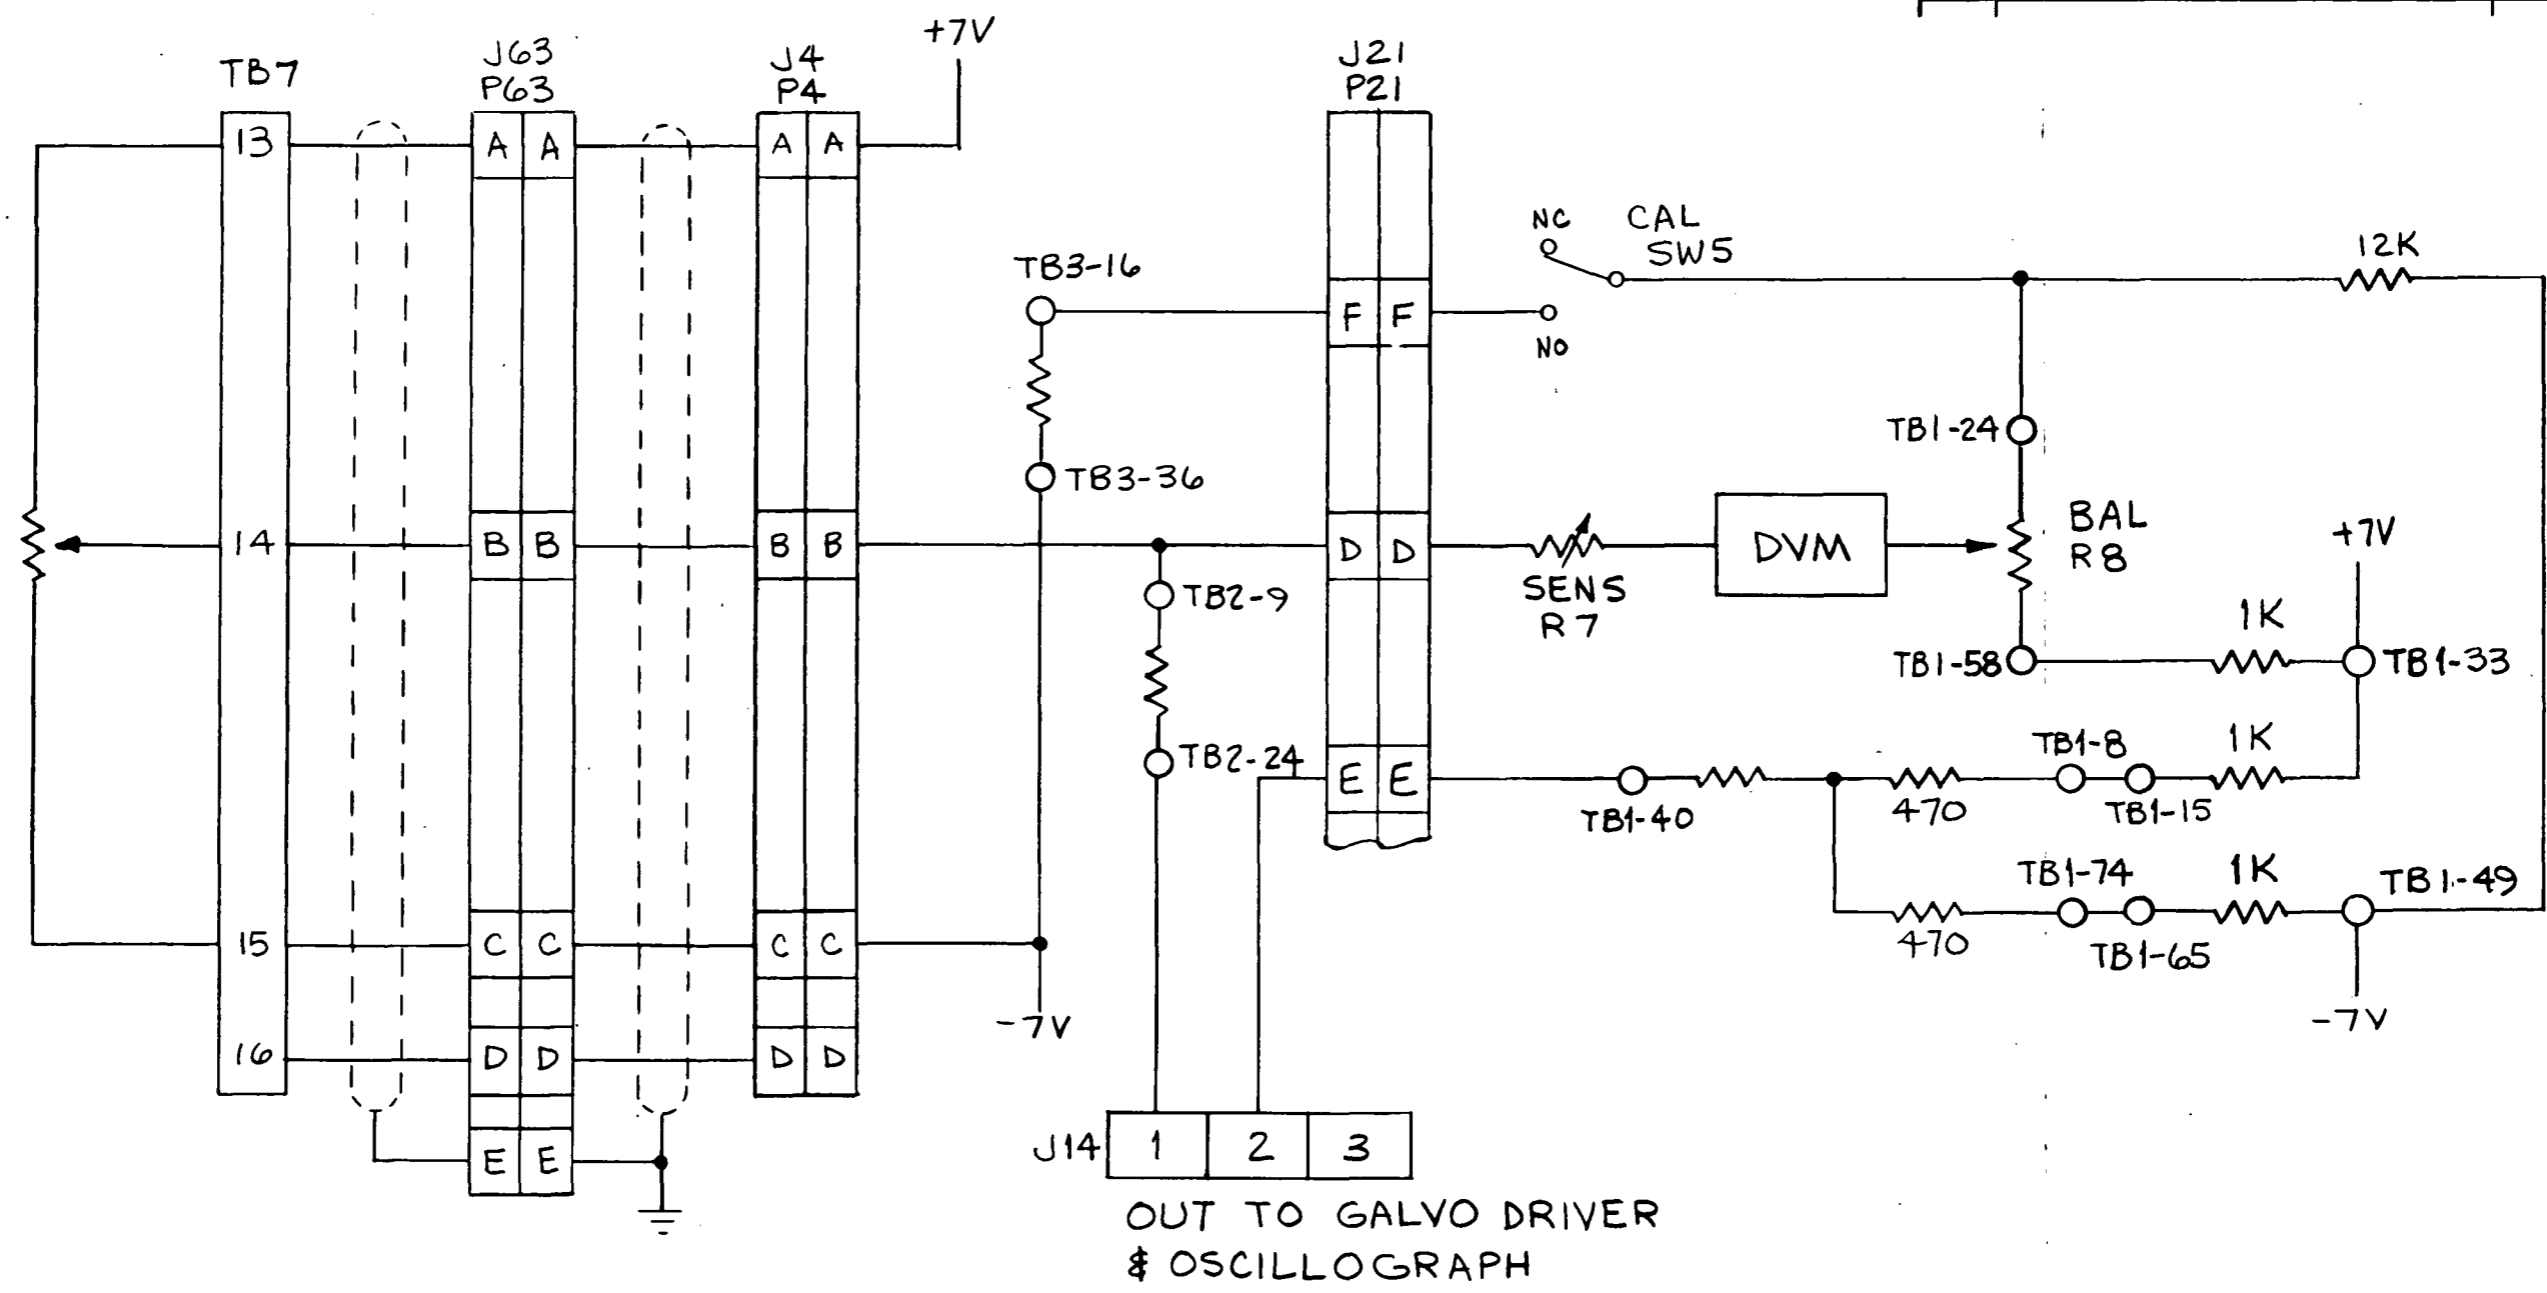 +7V
TB7
J63
P63
J4
P4
J21
P21
13
A A
A A
NC
CAL
SW5
12K
TB3-16
F F
NO
TB3-36
TB1-24
14
B B
B B
D D
SENS
R7
DVM
BAL
R8
+7V
TB2-9
1K
TB1-58
TB1-33
TB2-24
E E
TB1-40
470
TB1-8
TB1-15
1K
470
TB1-74
TB1-65
1K
TB1-49
-7V
15
C C
C C
-7V
16
D D
D D
E E
J14
1 2 3
OUT TO GALVO DRIVER
& OSCILLOGRAPH